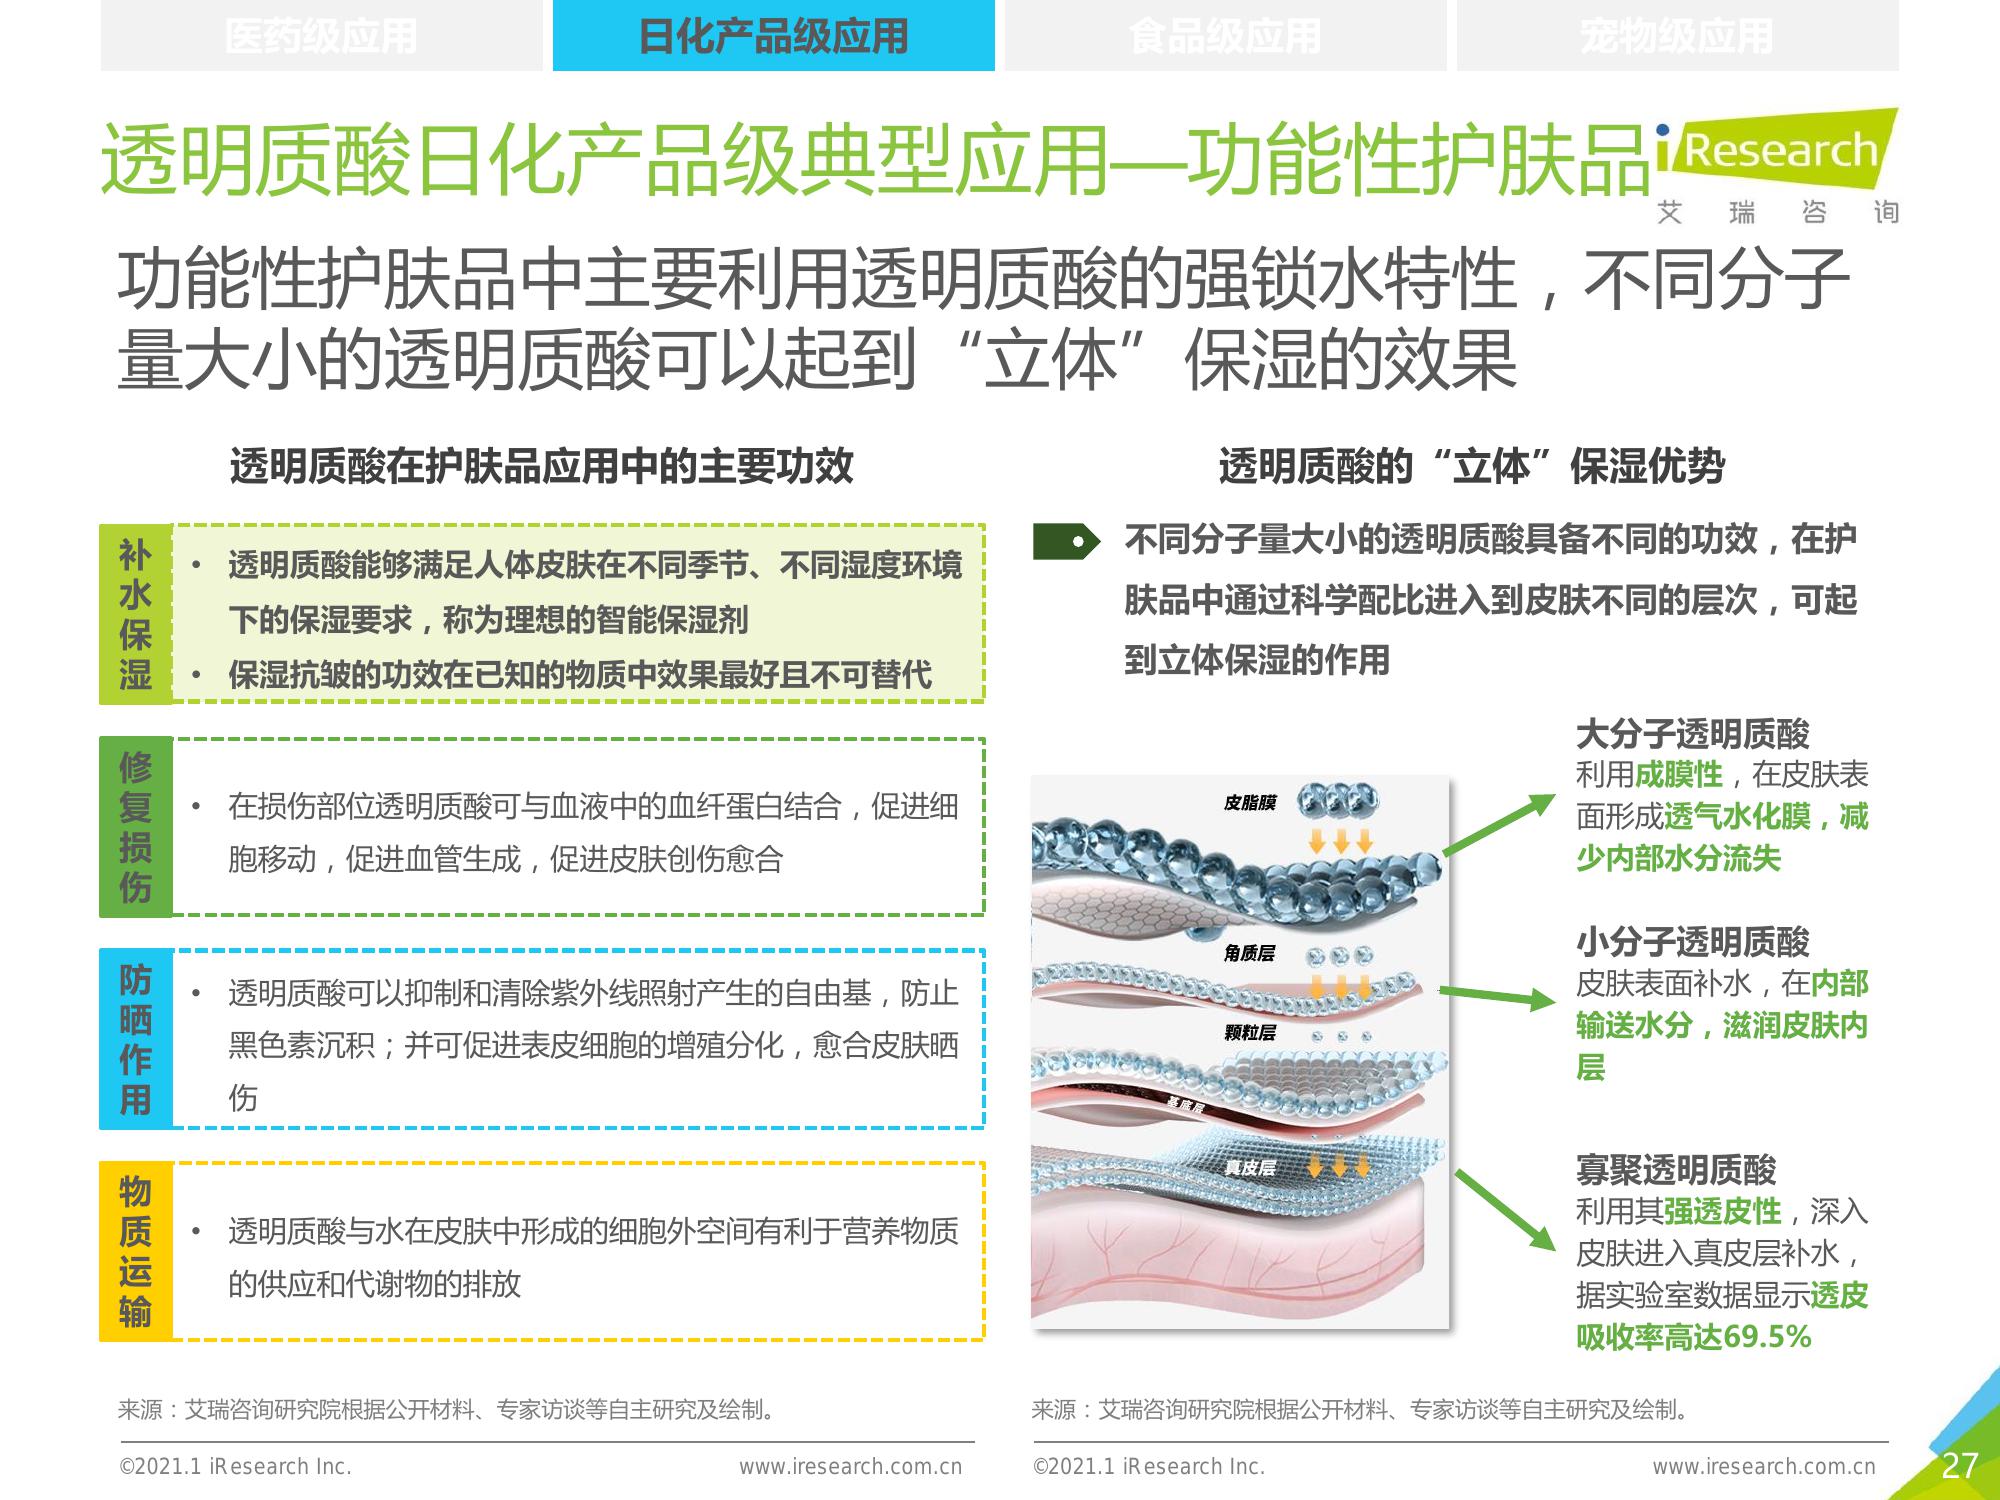 医药级应用
日化产品级应用
食品级应用
宠物级应用
透明质酸日化产品级典型应用—功能性护肤品
iResearch
艾瑞咨询
功能性护肤品中主要利用透明质酸的强锁水特性，不同分子
量大小的透明质酸可以起到“立体”保湿的效果
透明质酸在护肤品应用中的主要功效
补水保湿
• 透明质酸能够满足人体皮肤在不同季节、不同湿度环境
下的保湿要求，称为理想的智能保湿剂
• 保湿抗皱的功效在已知的物质中效果最好且不可替代
修复损伤
• 在损伤部位透明质酸可与血液中的血纤蛋白结合，促进细
胞移动，促进血管生成，促进皮肤创伤愈合
防晒作用
• 透明质酸可以抑制和清除紫外线照射产生的自由基，防止
黑色素沉积；并可促进表皮细胞的增殖分化，愈合皮肤晒
伤
物质运输
• 透明质酸与水在皮肤中形成的细胞外空间有利于营养物质
的供应和代谢物的排放
透明质酸的“立体”保湿优势
不同分子量大小的透明质酸具备不同的功效，在护
肤品中通过科学配比进入到皮肤不同的层次，可起
到立体保湿的作用
皮脂膜
角质层
颗粒层
基底层
真皮层
大分子透明质酸
利用成膜性，在皮肤表
面形成透气水化膜，减
少内部水分流失
小分子透明质酸
皮肤表面补水，在内部
输送水分，滋润皮肤内
层
寡聚透明质酸
利用其强透皮性，深入
皮肤进入真皮层补水，
据实验室数据显示透皮
吸收率高达69.5%
来源：艾瑞咨询研究院根据公开材料、专家访谈等自主研究及绘制。
来源：艾瑞咨询研究院根据公开材料、专家访谈等自主研究及绘制。
©2021.1 iResearch Inc.
www.iresearch.com.cn
©2021.1 iResearch Inc.
www.iresearch.com.cn
27